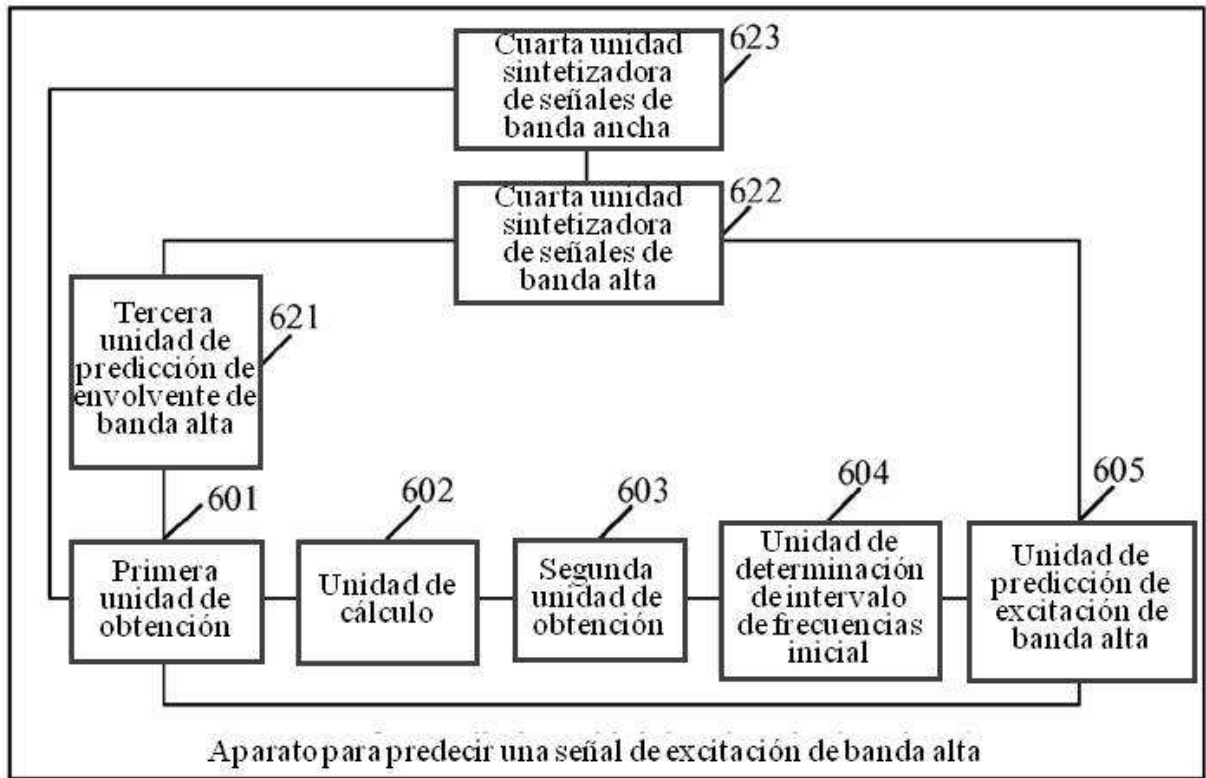 623
Cuarta unidad
sintetizadora
de señales de
banda ancha
622
Cuarta unidad
sintetizadora
de señales de
banda alta
621
Tercera
unidad de
predicción de
envolvente de
banda alta
601
Primera
unidad de
obtención
602
Unidad de
cálculo
603
Segunda
unidad de
obtención
604
Unidad de
determinación
de intervalo
de frecuencias
inicial
605
Unidad de
predicción de
excitación de
banda alta
Aparato para predecir una señal de excitación de banda alta